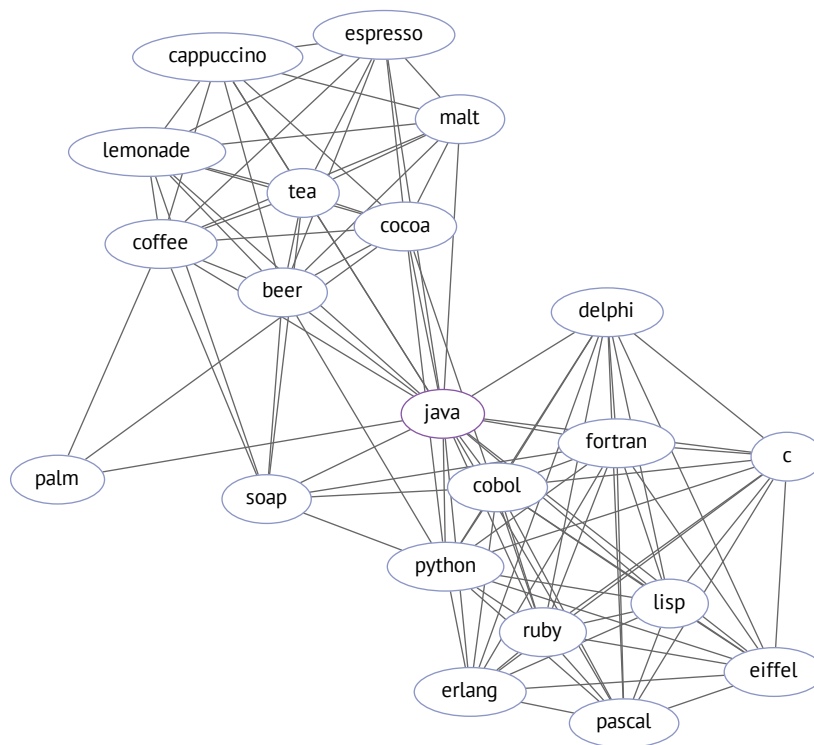 espresso
cappuccino
malt
lemonade
tea
cocoa
coffee
beer
delphi
java
fortran
c
palm
soap
cobol
python
lisp
ruby
eiffel
erlang
pascal